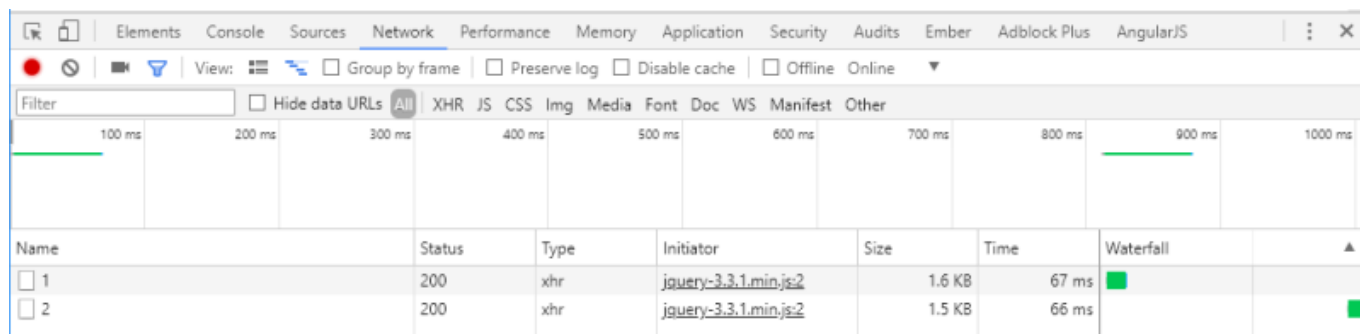 Elements Console Sources Network Performance Memory Application Security Audits Ember Adblock Plus AngularJS
View: Group by frame Preserve log Disable cache Offline Online
Filter Hide data URLs All XHR JS CSS Img Media Font Doc WS Manifest Other
100 ms 200 ms 300 ms 400 ms 500 ms 600 ms 700 ms 800 ms 900 ms 1000 ms
Name Status Type Initiator Size Time Waterfall
1 200 xhr jquery-3.3.1.min.js:2 1.6 KB 67 ms
2 200 xhr jquery-3.3.1.min.js:2 1.5 KB 66 ms